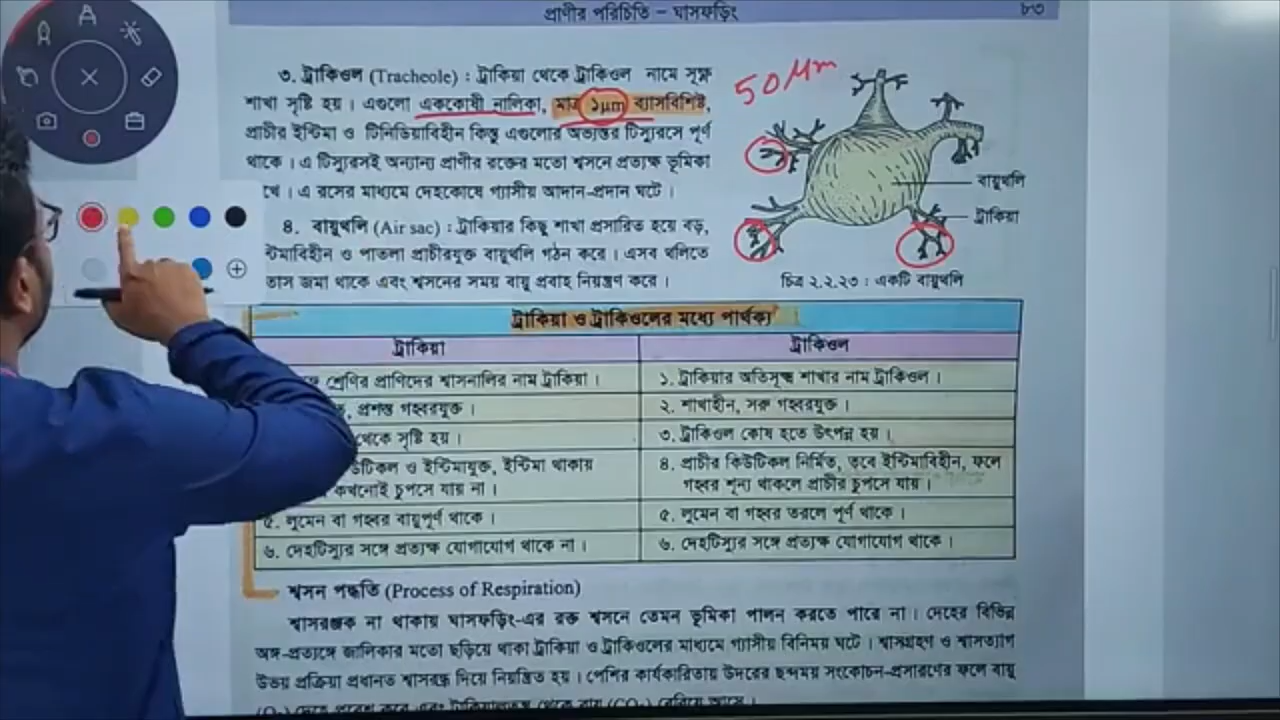 প্রাণীর পরিচিতি – ঘাসফড়িং
৮৩
৩. ট্রাকিওল (Tracheole) : ট্রাকিয়া থেকে ট্রাকিওল নামে সূক্ষ্ম
শাখা সৃষ্টি হয়। এগুলো এককোষী নালিকা, মাত্র ১μm ব্যাসবিশিষ্ট,
প্রাচীর ইন্টিমা ও টিনিডিয়াবিহীন কিন্তু এগুলোর অভ্যন্তর টিস্যুরসে পূর্ণ
থাকে। এ টিস্যুরসই অন্যান্য প্রাণীর রক্তের মতো শ্বসনে প্রত্যক্ষ ভূমিকা
এ রসের মাধ্যমে দেহকোষে গ্যাসীয় আদান-প্রদান ঘটে।
৪. বায়ুথলি (Air sac) : ট্রাকিয়ার কিছু শাখা প্রসারিত হয়ে বড়,
ও পাতলা প্রাচীরযুক্ত বায়ুথলি গঠন করে। এসব থলিতে
জমা থাকে এবং শ্বসনের সময় বায়ু প্রবাহ নিয়ন্ত্রণ করে।
50 μm
বায়ুথলি
ট্রাকিয়া
চিত্র ২.২.২৩ : একটি বায়ুথলি
ট্রাকিয়া ও ট্রাকিওলের মধ্যে পার্থক্য
ট্রাকিয়া
ট্রাকিওল
শ্রেণির প্রাণিদের শ্বাসনালির নাম ট্রাকিয়া।
১. ট্রাকিয়ার অতিসূক্ষ্ম শাখার নাম ট্রাকিওল।
প্রশস্ত গহ্বরযুক্ত।
২. শাখাহীন, সরু গহ্বরযুক্ত।
থেকে সৃষ্টি হয়।
৩. ট্রাকিওল কোষ হতে উৎপন্ন হয়।
ও ইন্টিমাযুক্ত, ইন্টিমা থাকায়
কখনোই চুপসে যায় না।
৪. প্রাচীর কিউটিকল নির্মিত, তবে ইন্টিমাবিহীন, ফলে
গহ্বর শূন্য থাকলে প্রাচীর চুপসে যায়।
৫. লুমেন বা গহ্বর বায়ুপূর্ণ থাকে।
৫. লুমেন বা গহ্বর তরলে পূর্ণ থাকে।
৬. দেহটিস্যুর সঙ্গে প্রত্যক্ষ যোগাযোগ থাকে না।
৬. দেহটিস্যুর সঙ্গে প্রত্যক্ষ যোগাযোগ থাকে।
শ্বসন পদ্ধতি (Process of Respiration)
শ্বাসরঞ্জক না থাকায় ঘাসফড়িং-এর রক্ত শ্বসনে তেমন ভূমিকা পালন করতে পারে না। দেহের বিভিন্ন
অঙ্গ-প্রত্যঙ্গে জালিকার মতো ছড়িয়ে থাকা ট্রাকিয়া ও ট্রাকিওলের মাধ্যমে গ্যাসীয় বিনিময় ঘটে। শ্বাসগ্রহণ ও শ্বাসত্যাগ
উভয় প্রক্রিয়া প্রধানত শ্বাসরন্ধ্র দিয়ে নিয়ন্ত্রিত হয়। পেশির কার্যকারিতায় উদরের ছন্দময় সংকোচন-প্রসারণের ফলে বায়ু